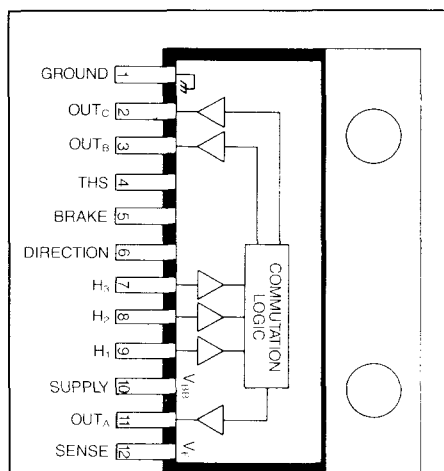 GROUND 1
OUTC 2
OUTB 3
THS 4
BRAKE 5
DIRECTION 6
H3 7
H2 8
H1 9
SUPPLY 10 VBB
OUTA 11
SENSE 12
COMMUTATION
LOGIC